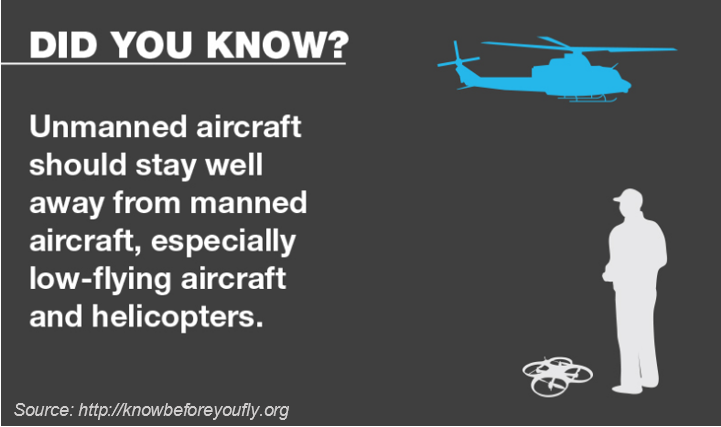 DID YOU KNOW?
Unmanned aircraft
should stay well
away from manned
aircraft, especially
low-flying aircraft
and helicopters.
Source: http://knowbeforeyoufly.org